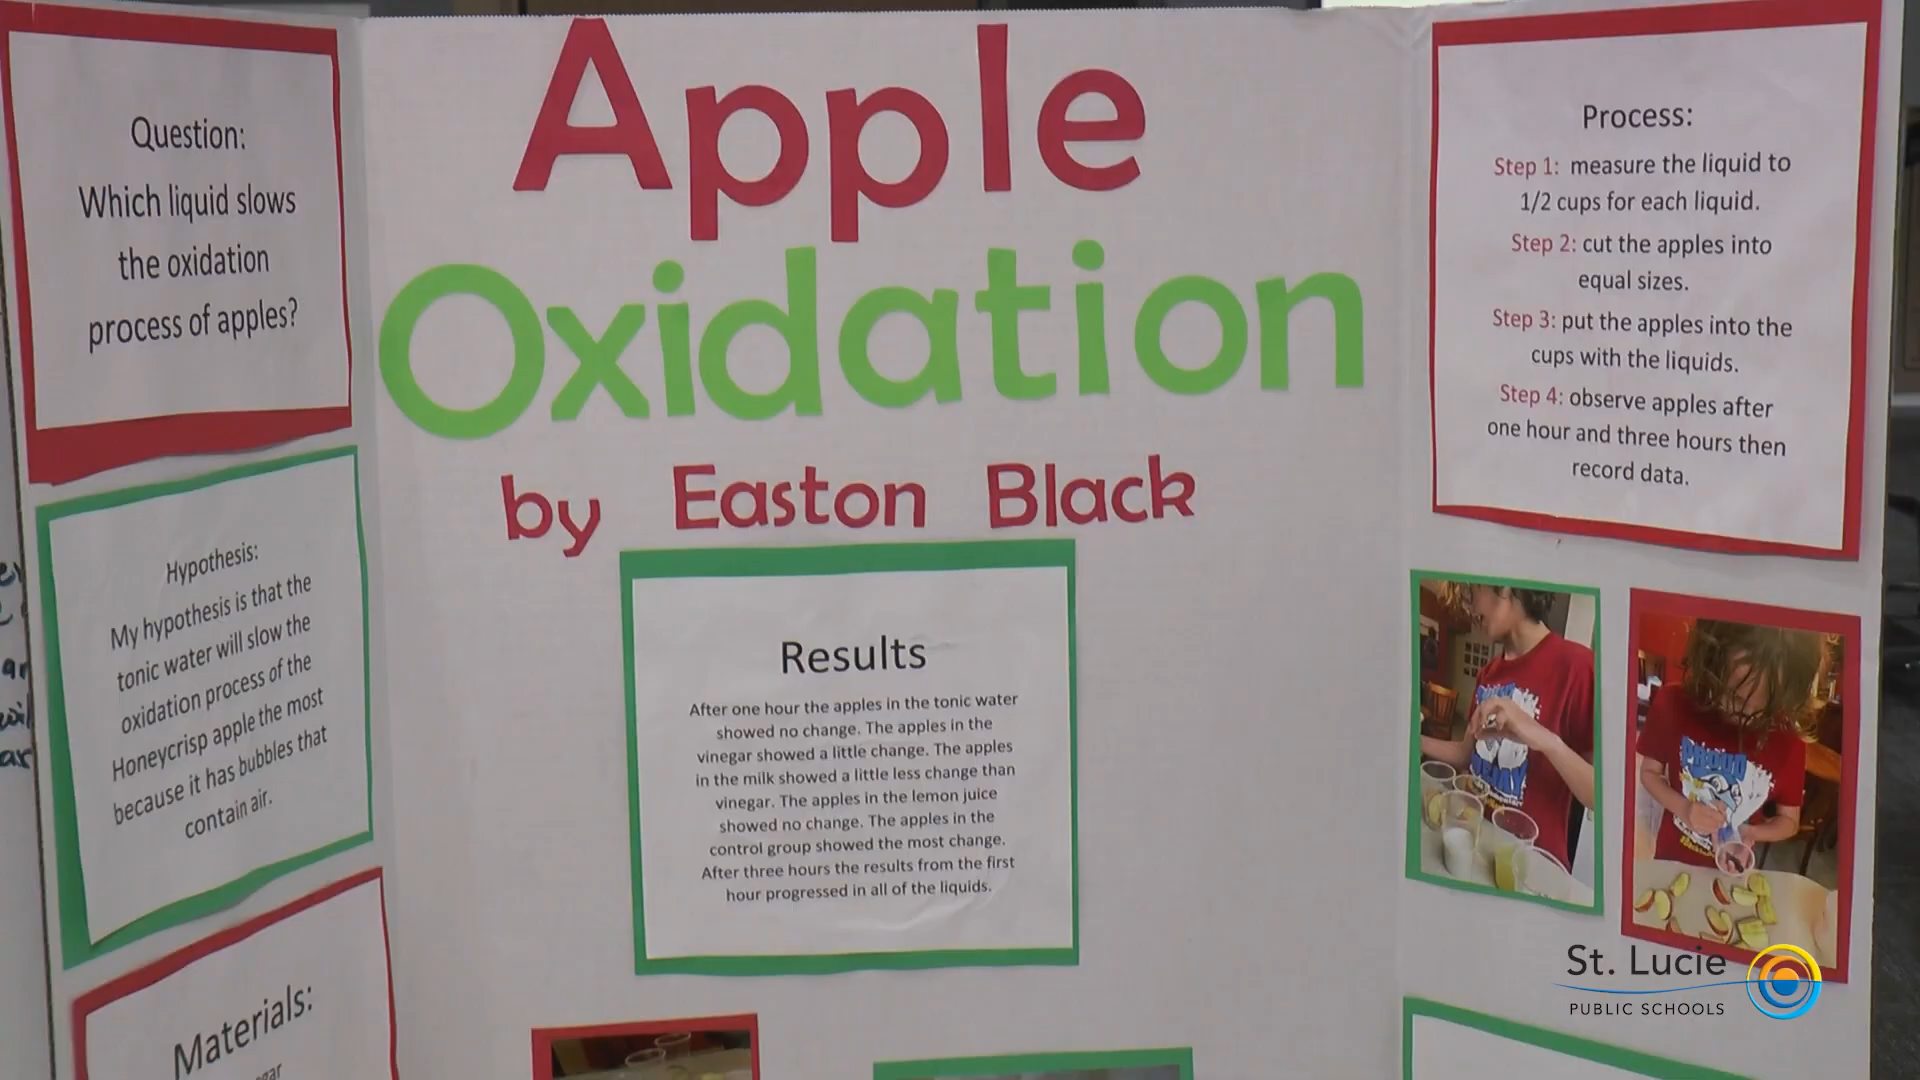 Apple
Oxidation
by Easton Black
Question:
Which liquid slows
the oxidation
process of apples?
Hypothesis:
My hypothesis is that the
tonic water will slow the
oxidation process of the
Honeycrisp apple the most
because it has bubbles that
contain air.
Materials:
Results
After one hour the apples in the tonic water
showed no change. The apples in the
vinegar showed a little change. The apples
in the milk showed a little less change than
vinegar. The apples in the lemon juice
showed no change. The apples in the
control group showed the most change.
After three hours the results from the first
hour progressed in all of the liquids.
Process:
Step 1: measure the liquid to
1/2 cups for each liquid.
Step 2: cut the apples into
equal sizes.
Step 3: put the apples into the
cups with the liquids.
Step 4: observe apples after
one hour and three hours then
record data.
PROUD
St. Lucie
PUBLIC SCHOOLS